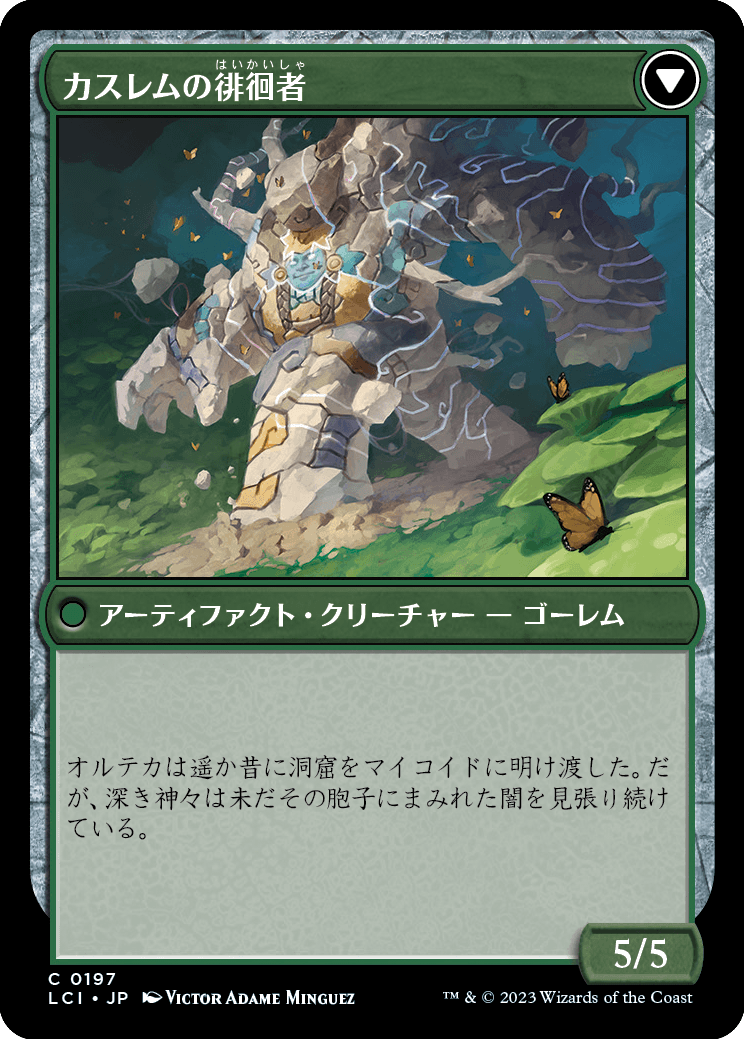 はいかいしゃ
カスレムの徘徊者
アーティファクト・クリーチャー — ゴーレム
オルテカは遥か昔に洞窟をマイコイドに明け渡した。だ
が、深き神々は未だその胞子にまみれた闇を見張り続け
ている。
5/5
C 0197
LCI • JP Victor Adame Minguez
™ & © 2023 Wizards of the Coast